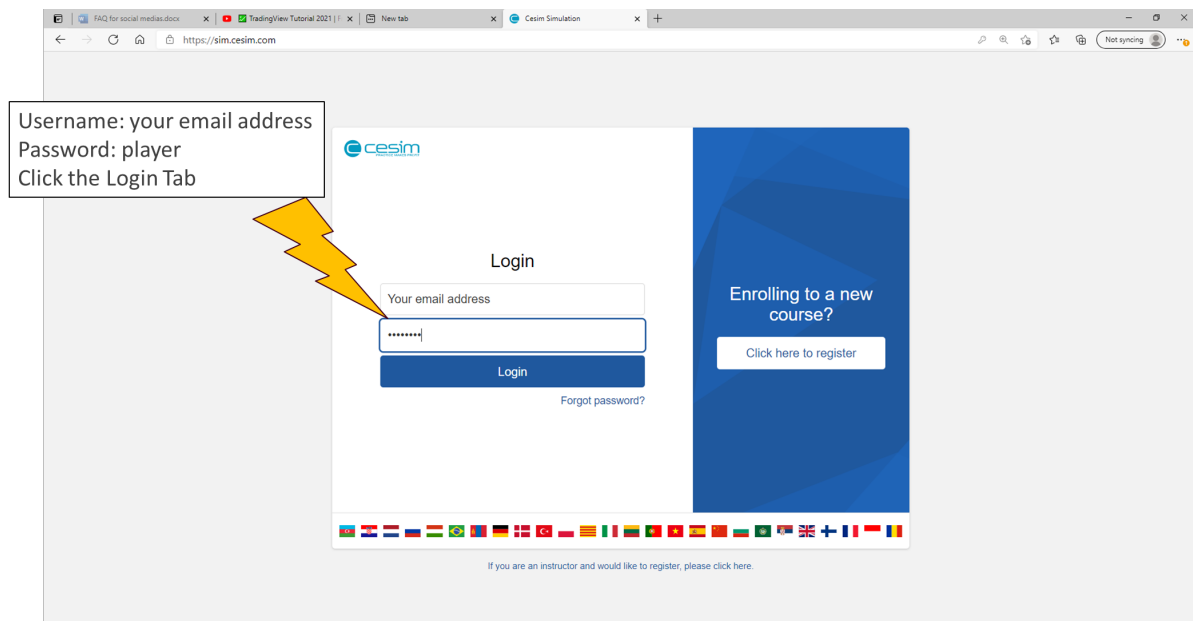 FAQ for social medias.docx
TradingView Tutorial 2021 |
New tab
Cesim Simulation
https://sim.cesim.com
Not syncing
Username: your email address
Password: player
Click the Login Tab
cesim
Login
Your email address
••••••••
Login
Forgot password?
Enrolling to a new
course?
Click here to register
If you are an instructor and would like to register, please click here.